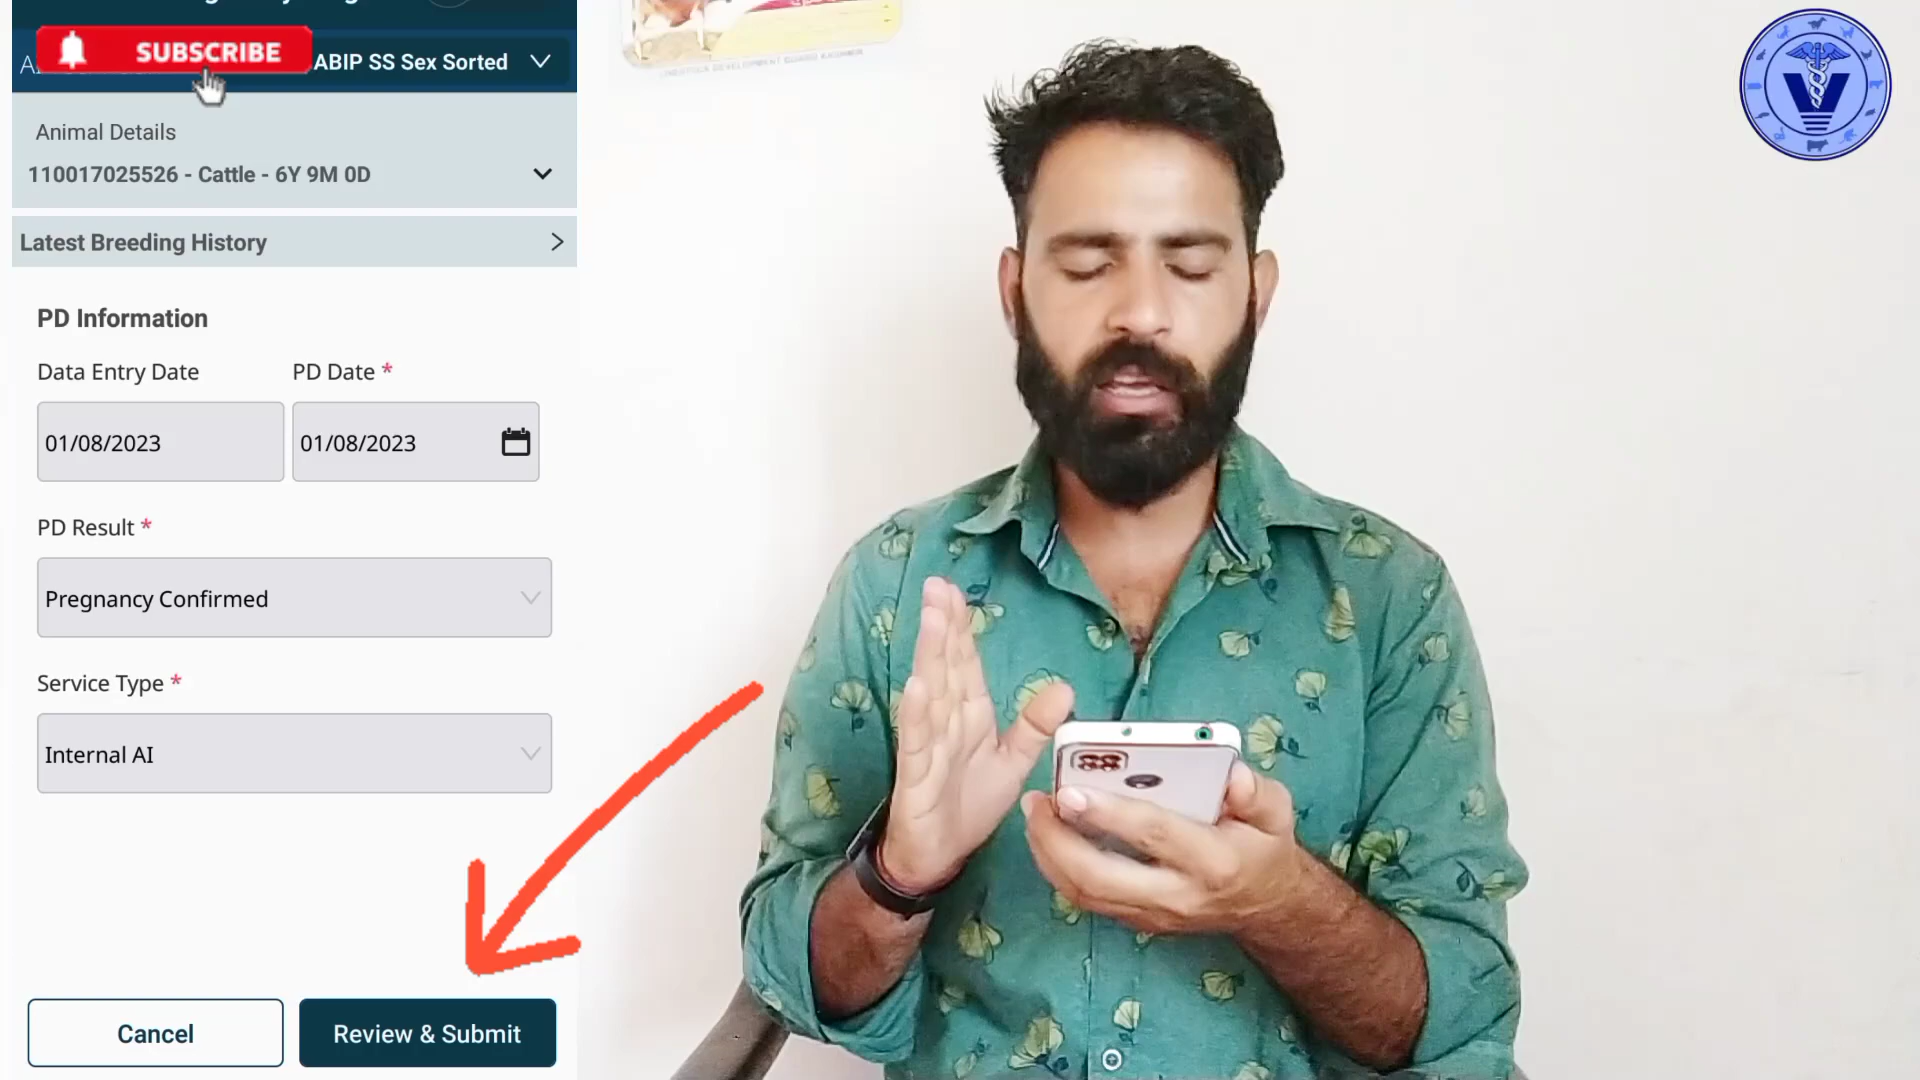 SUBSCRIBE
ABIP SS Sex Sorted
Animal Details
110017025526 - Cattle - 6Y 9M 0D
Latest Breeding History
PD Information
Data Entry Date
PD Date *
01/08/2023
01/08/2023
PD Result *
Pregnancy Confirmed
Service Type *
Internal AI
Cancel
Review & Submit